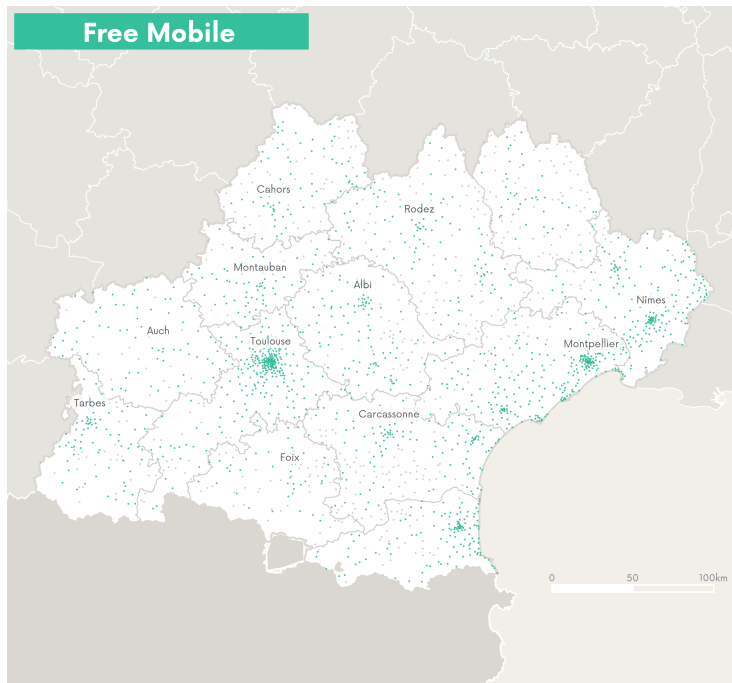 Free Mobile
Cahors
Rodez
Montauban
Albi
Nîmes
Auch
Toulouse
Montpellier
Tarbes
Carcassonne
Foix
0 50 100km